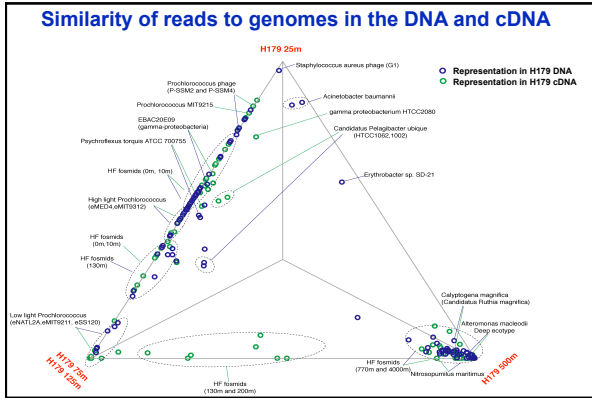 Similarity of reads to genomes in the DNA and cDNA
H179 25m
Staphylococcus aureus phage (G1)
Representation in H179 DNA
Representation in H179 cDNA
Prochlorococcus phage
(P-SSM2 and P-SSM4)
Acinetobacter baumannii
Prochlorococcus MIT9215
gamma proteobacterium HTCC2080
EBAC20E09
(gamma-proteobacteria)
Candidatus Pelagibacter ubique
(HTCC1062,1002)
Psychroflexus torquis ATCC 700755
HF fosmids (0m, 10m)
Erythrobacter sp. SD-21
High light Prochlorococcus
(eMED4,eMIT9312)
HF fosmids
(0m,10m)
HF fosmids
(130m)
Calyptogena magnifica
(Candidatus Ruthia magnifica)
Low light Prochlorococcus
(eNATL2A,eMIT9211, eSS120)
Alteromonas macleodii
Deep ecotype
H179 75m
H179 125m
HF fosmids
(770m and 4000m)
Nitrosopumilus maritimus
H179 500m
HF fosmids
(130m and 200m)